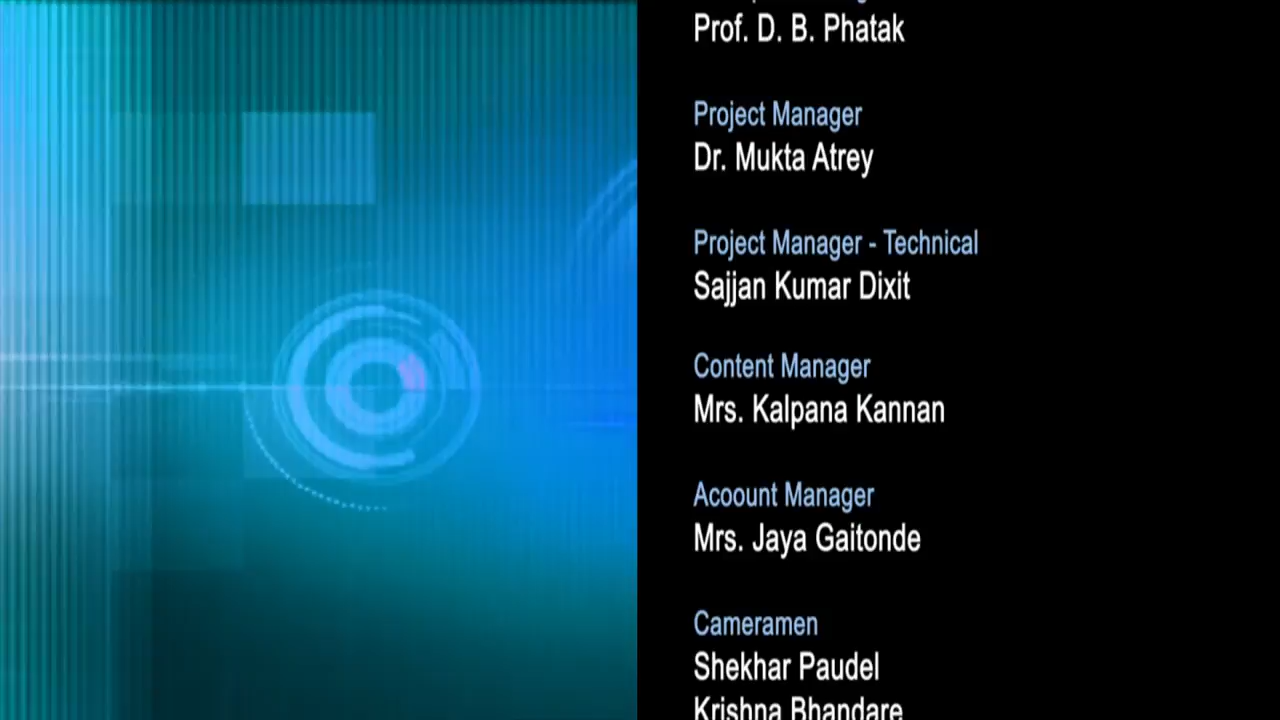 Prof. D. B. Phatak
Project Manager
Dr. Mukta Atrey
Project Manager - Technical
Sajjan Kumar Dixit
Content Manager
Mrs. Kalpana Kannan
Acoount Manager
Mrs. Jaya Gaitonde
Cameramen
Shekhar Paudel
Krishna Bhandare